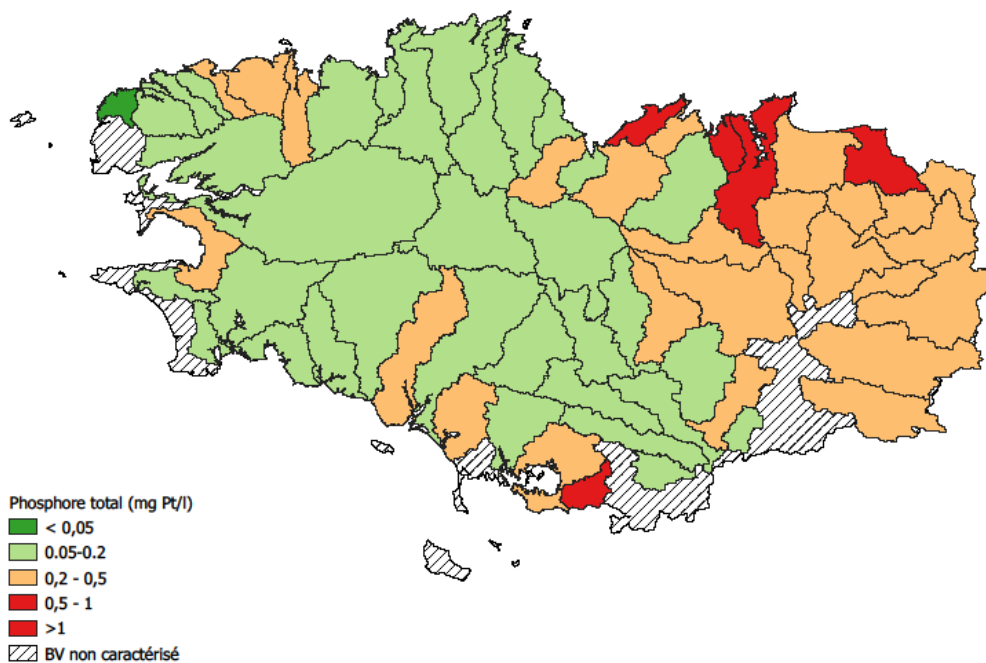 Phosphore total (mg Pt/l)
< 0,05
0.05-0.2
0,2 - 0,5
0,5 - 1
>1
BV non caractérisé